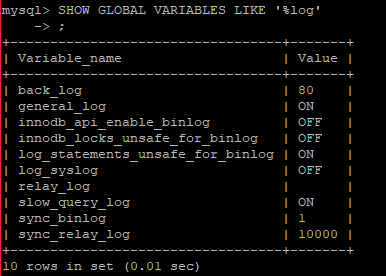 mysql> SHOW GLOBAL VARIABLES LIKE '%log'
    -> ;
+--------------------------------+-------+
| Variable_name                  | Value |
+--------------------------------+-------+
| back_log                       | 80    |
| general_log                    | ON    |
| innodb_api_enable_binlog       | OFF   |
| innodb_locks_unsafe_for_binlog | OFF   |
| log_statements_unsafe_for_binlog | ON    |
| log_syslog                     | OFF   |
| relay_log                      |       |
| slow_query_log                 | ON    |
| sync_binlog                    | 1     |
| sync_relay_log                 | 10000 |
+--------------------------------+-------+
10 rows in set (0.01 sec)